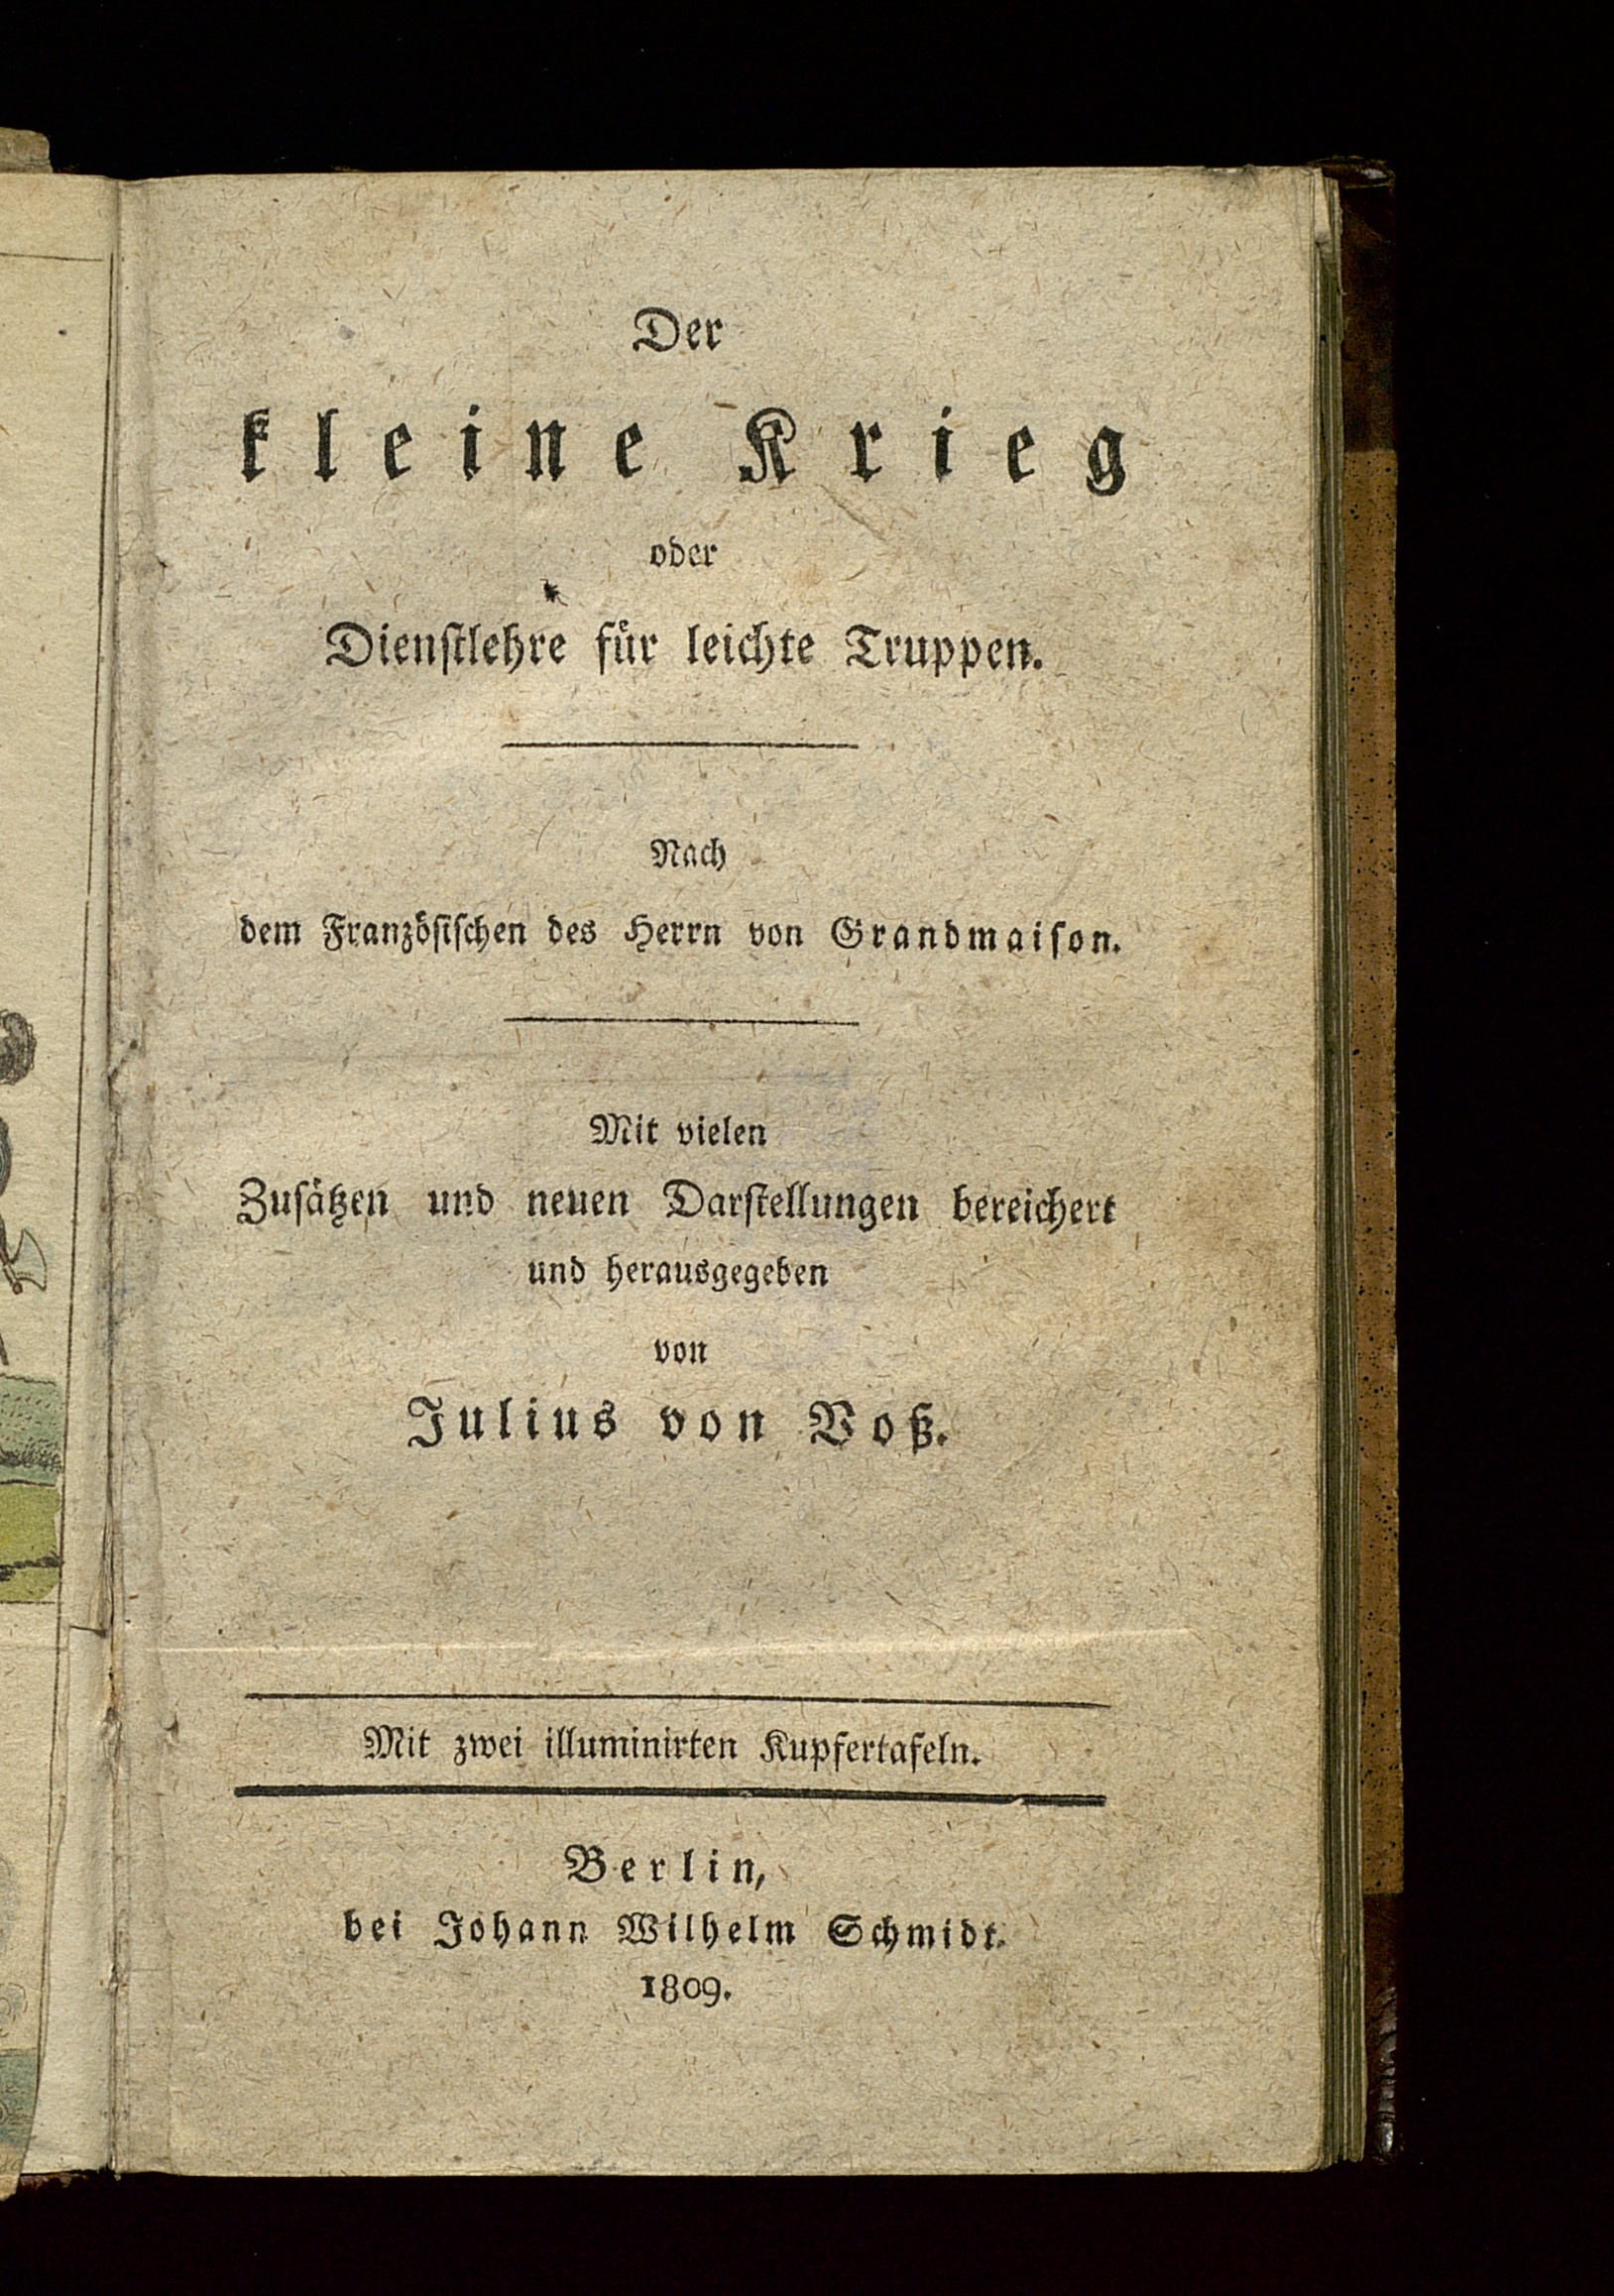 Der
kleine Krieg
oder
Dienstlehre für leichte Truppen.
Nach
dem Französischen des Herrn von Grandmaison.
Mit vielen
Zusätzen und neuen Darstellungen bereichert
und herausgegeben
von
Julius von Voß.
Mit zwei illuminirten Kupfertafeln.
Berlin,
bei Johann Wilhelm Schmidt.
1809.